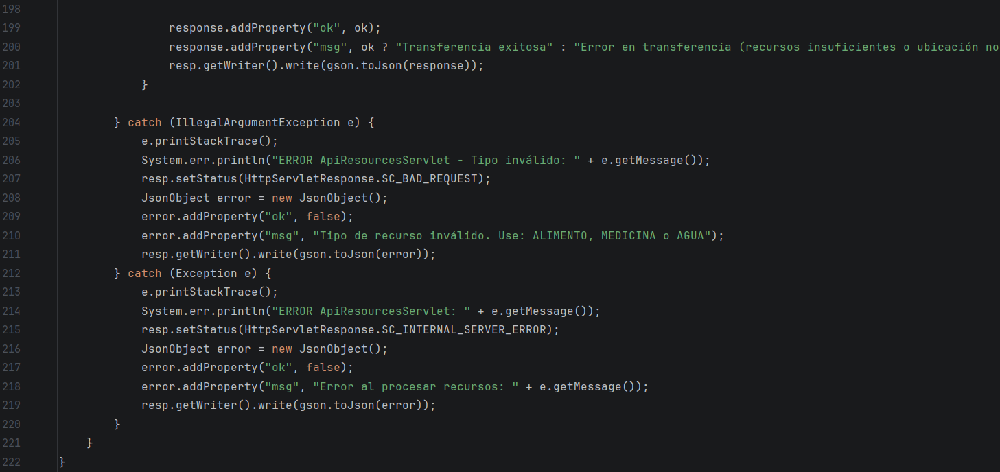 198
199                response.addProperty("ok", ok);
200                response.addProperty("msg", ok ? "Transferencia exitosa" : "Error en transferencia (recursos insuficientes o ubicación no
201                resp.getWriter().write(gson.toJson(response));
202            }
203
204        } catch (IllegalArgumentException e) {
205            e.printStackTrace();
206            System.err.println("ERROR ApiResourcesServlet - Tipo inválido: " + e.getMessage());
207            resp.setStatus(HttpServletResponse.SC_BAD_REQUEST);
208            JsonObject error = new JsonObject();
209            error.addProperty("ok", false);
210            error.addProperty("msg", "Tipo de recurso inválido. Use: ALIMENTO, MEDICINA o AGUA");
211            resp.getWriter().write(gson.toJson(error));
212        } catch (Exception e) {
213            e.printStackTrace();
214            System.err.println("ERROR ApiResourcesServlet: " + e.getMessage());
215            resp.setStatus(HttpServletResponse.SC_INTERNAL_SERVER_ERROR);
216            JsonObject error = new JsonObject();
217            error.addProperty("ok", false);
218            error.addProperty("msg", "Error al procesar recursos: " + e.getMessage());
219            resp.getWriter().write(gson.toJson(error));
220        }
221    }
222 }